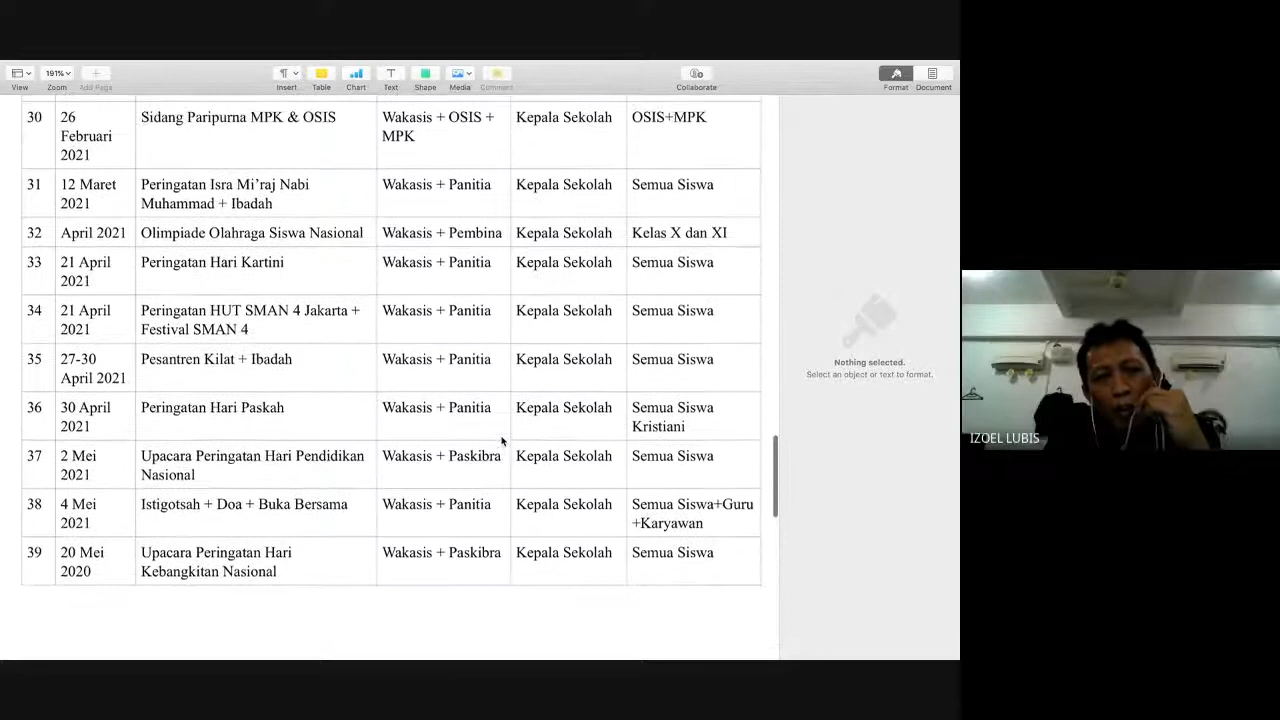 191%
View
Zoom
Add Page
Insert
Table
Chart
Text
Shape
Media
Comment
Collaborate
Format
Document
30 26 Sidang Paripurna MPK & OSIS Wakasis + OSIS + Kepala Sekolah OSIS+MPK
Februari MPK
2021
31 12 Maret Peringatan Isra Mi’raj Nabi Wakasis + Panitia Kepala Sekolah Semua Siswa
2021 Muhammad + Ibadah
32 April 2021 Olimpiade Olahraga Siswa Nasional Wakasis + Pembina Kepala Sekolah Kelas X dan XI
33 21 April Peringatan Hari Kartini Wakasis + Panitia Kepala Sekolah Semua Siswa
2021
34 21 April Peringatan HUT SMAN 4 Jakarta + Wakasis + Panitia Kepala Sekolah Semua Siswa
2021 Festival SMAN 4
35 27-30 Pesantren Kilat + Ibadah Wakasis + Panitia Kepala Sekolah Semua Siswa
April 2021
36 30 April Peringatan Hari Paskah Wakasis + Panitia Kepala Sekolah Semua Siswa
2021 Kristiani
37 2 Mei Upacara Peringatan Hari Pendidikan Wakasis + Paskibra Kepala Sekolah Semua Siswa
2021 Nasional
38 4 Mei Istigotsah + Doa + Buka Bersama Wakasis + Panitia Kepala Sekolah Semua Siswa+Guru
2021 +Karyawan
39 20 Mei Upacara Peringatan Hari Wakasis + Paskibra Kepala Sekolah Semua Siswa
2020 Kebangkitan Nasional
Nothing selected.
Select an object or text to format.
IZOEL LUBIS